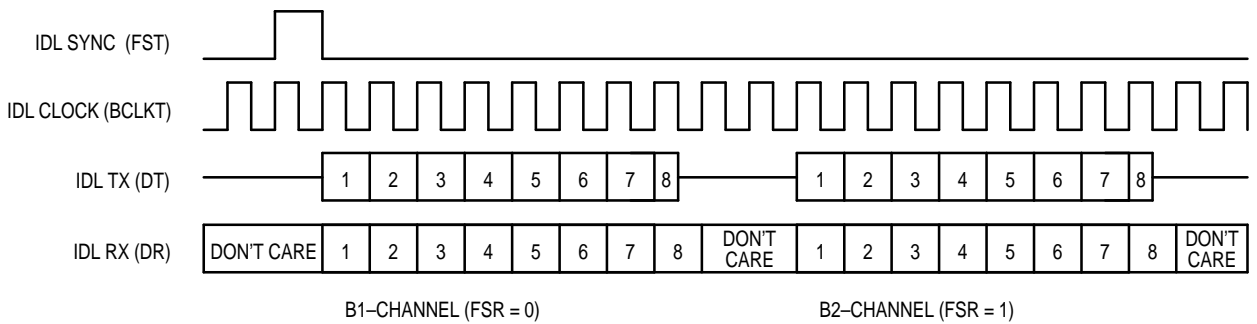 IDL SYNC (FST)
IDL CLOCK (BCLKT)
IDL TX (DT)
1 2 3 4 5 6 7 8 1 2 3 4 5 6 7 8
IDL RX (DR)
DON'T CARE 1 2 3 4 5 6 7 8 DON'T CARE 1 2 3 4 5 6 7 8 DON'T CARE
B1–CHANNEL (FSR = 0) B2–CHANNEL (FSR = 1)